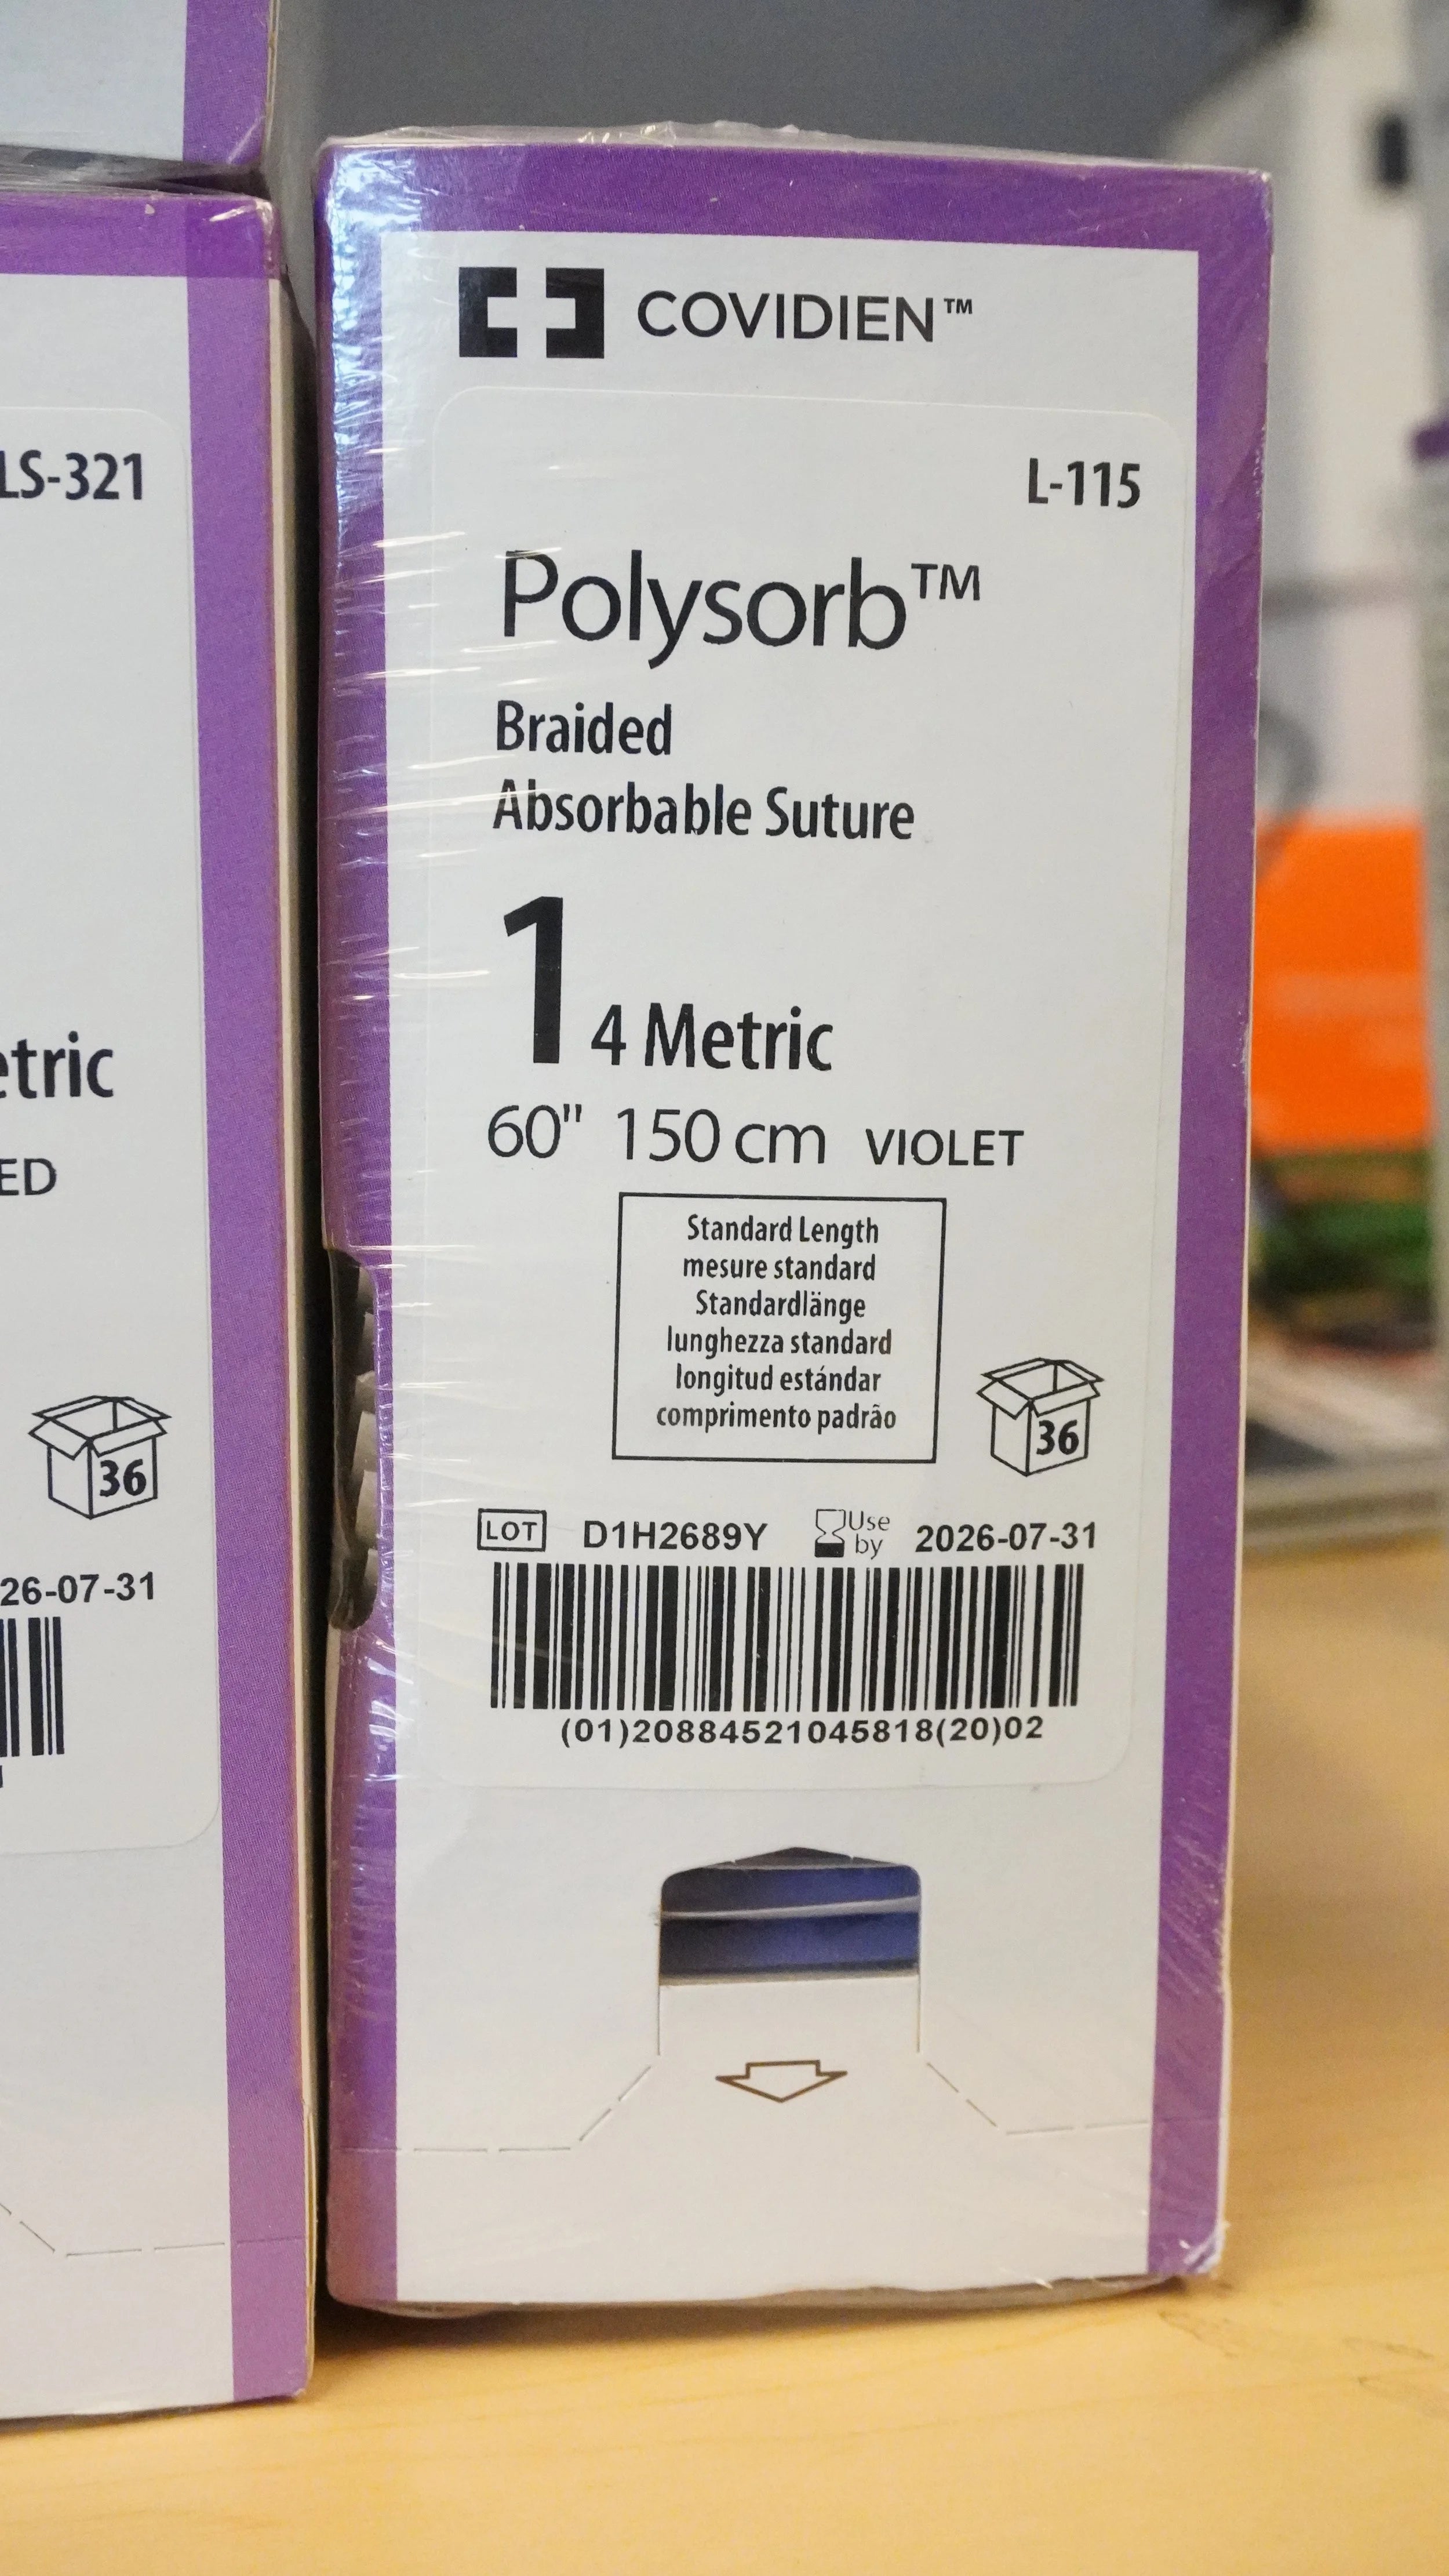 LS-321
etric
ED
36
26-07-31
COVIDIEN™
L-115
Polysorb™
Braided
Absorbable Suture
1 4 Metric
60" 150 cm VIOLET
Standard Length
mesure standard
Standardlänge
lunghezza standard
longitud estándar
comprimento padrão
36
LOT D1H2689Y Use by 2026-07-31
(01)20884521045818(20)02